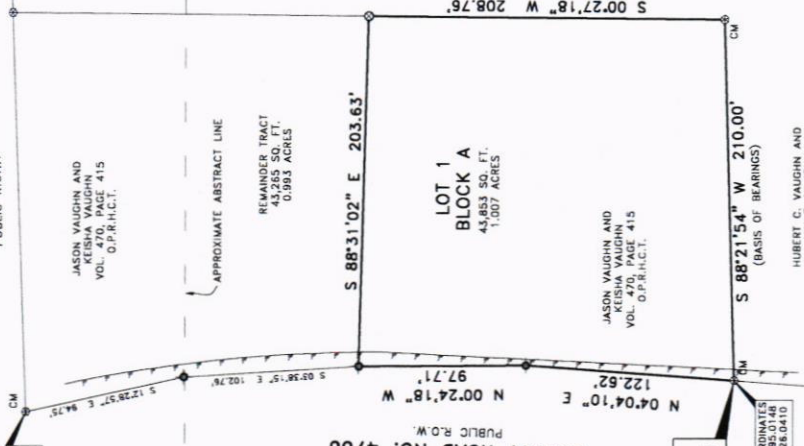 S 00°27'18" W 208.76'
CM
JASON VAUGHN AND
KEISHA VAUGHN
VOL. 470, PAGE 415
O.P.R.H.C.T.
APPROXIMATE ABSTRACT LINE
REMAINDER TRACT
43,265 SQ. FT.
0.993 ACRES
S 88°31'02" E 203.63'
LOT 1
BLOCK A
43,853 SQ. FT.
1.007 ACRES
JASON VAUGHN AND
KEISHA VAUGHN
VOL. 470, PAGE 415
O.P.R.H.C.T.
S 88°21'54" W 210.00'
(BASIS OF BEARINGS)
HUBERT C. VAUGHN AND
CM
S 12°28'57" E 94.75'
S 03°38'15" E 102.76'
N 00°24'18" W
97.71'
N 04°04'10" E
122.62'
CM
PUBLIC R.O.W.